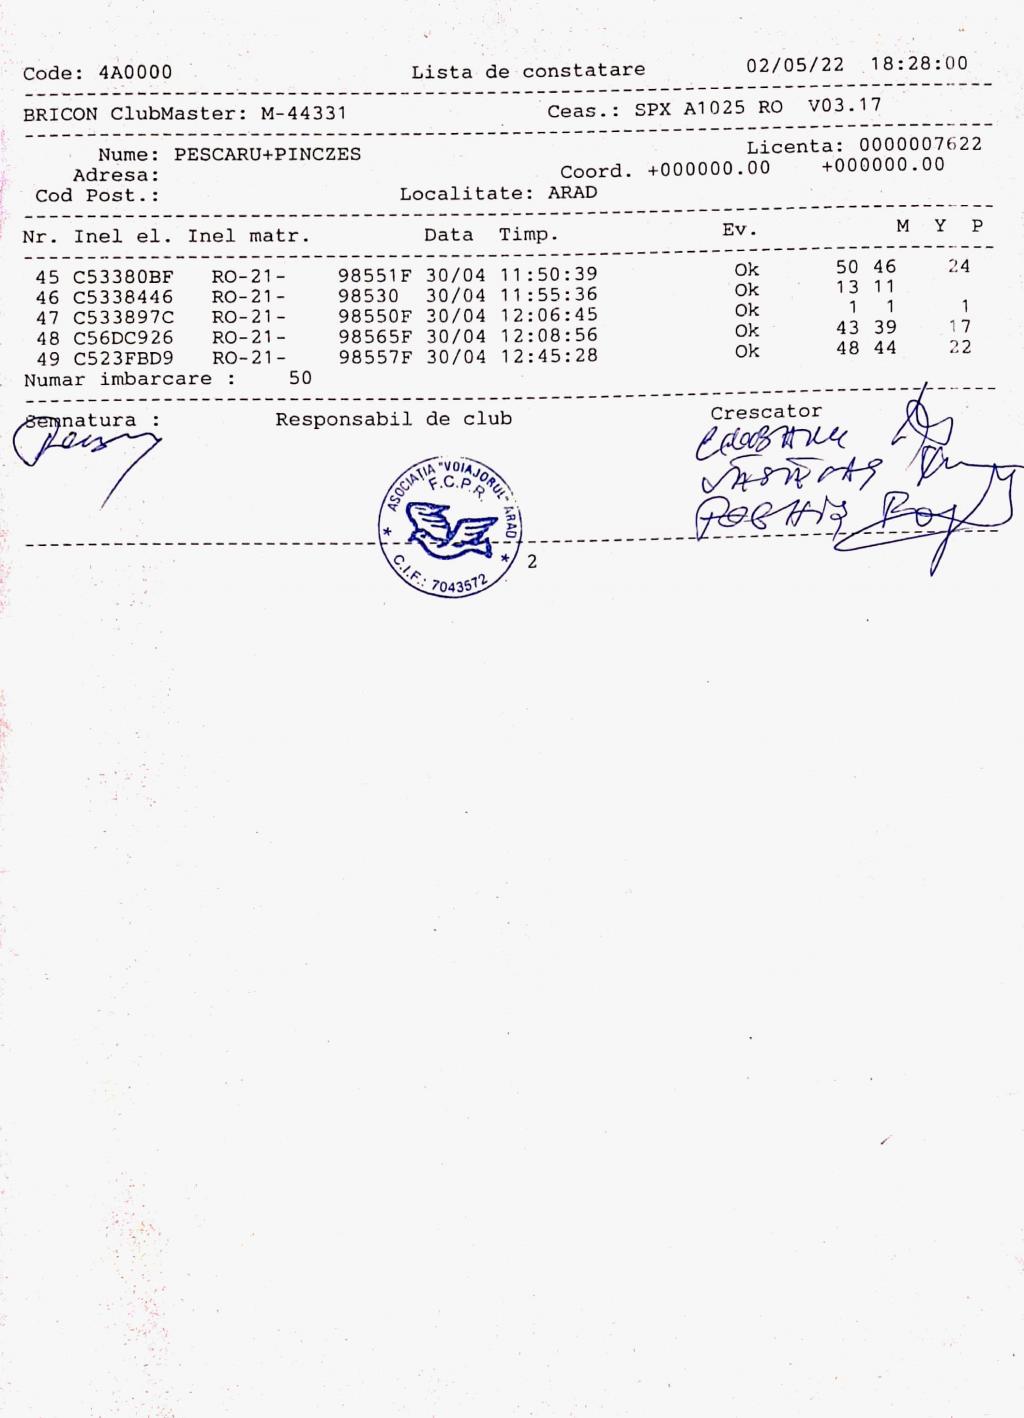 Code: 4A0000 Lista de constatare 02/05/22 18:28:00
BRICON ClubMaster: M-44331 Ceas.: SPX A1025 RO V03.17
Nume: PESCARU+PINCZES Licenta: 0000007622
Adresa: Coord. +000000.00 +000000.00
Cod Post.: Localitate: ARAD
Nr. Inel el. Inel matr. Data Timp. Ev. M Y P
45 C53380BF RO-21- 98551F 30/04 11:50:39 Ok 50 46 24
46 C5338446 RO-21- 98530 30/04 11:55:36 Ok 13 11
47 C533897C RO-21- 98550F 30/04 12:06:45 Ok 1 1 1
48 C56DC926 RO-21- 98565F 30/04 12:08:56 Ok 43 39 17
49 C523FBD9 RO-21- 98557F 30/04 12:45:28 Ok 48 44 22
Numar imbarcare : 50
Semnatura : Responsabil de club Crescator
ASOCIAȚIA "VOIAJORUL" ARAD
F.C.P.R.
* C.I.F.: 7043572 *
2